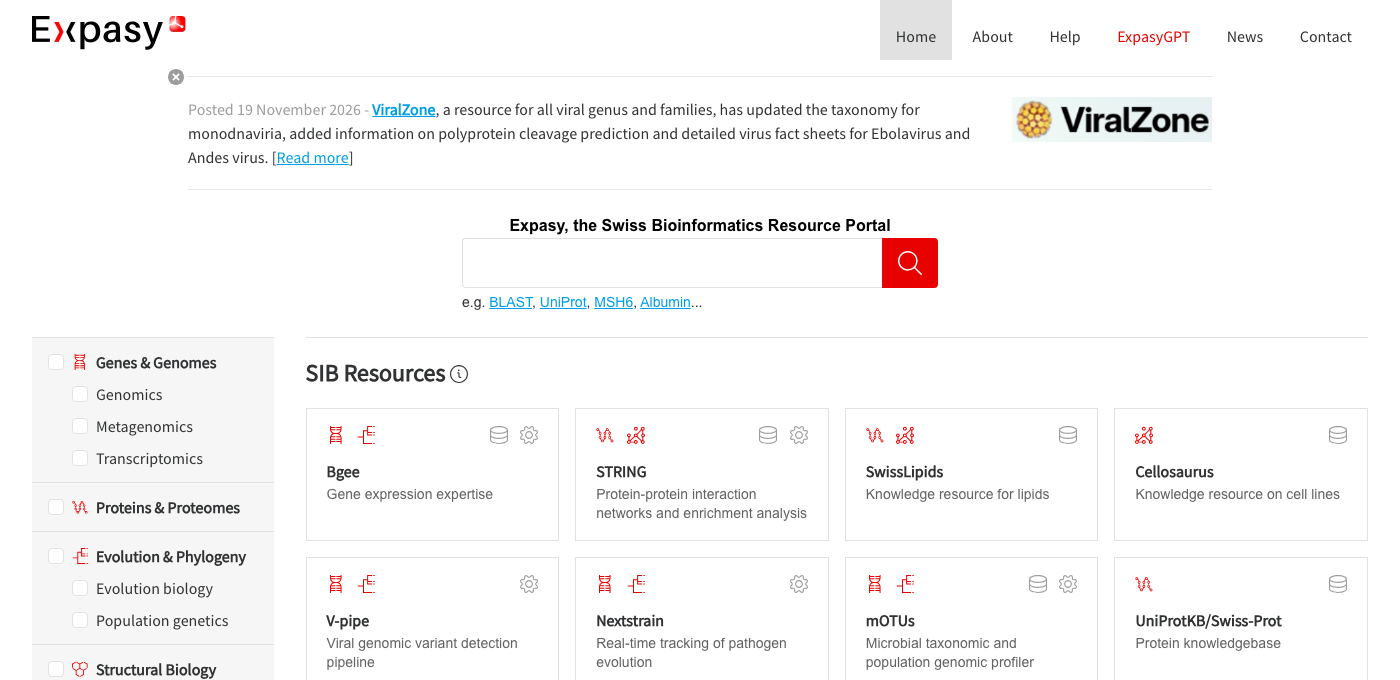 Expasy
Home
About
Help
ExpasyGPT
News
Contact
Posted 19 November 2026 - ViralZone, a resource for all viral genus and families, has updated the taxonomy for
monodnaviria, added information on polyprotein cleavage prediction and detailed virus fact sheets for Ebolavirus and
Andes virus. [Read more]
ViralZone
Expasy, the Swiss Bioinformatics Resource Portal
e.g. BLAST, UniProt, MSH6, Albumin...
Genes & Genomes
Genomics
Metagenomics
Transcriptomics
Proteins & Proteomes
Evolution & Phylogeny
Evolution biology
Population genetics
Structural Biology
SIB Resources
Bgee
Gene expression expertise
STRING
Protein-protein interaction
networks and enrichment analysis
SwissLipids
Knowledge resource for lipids
Cellosaurus
Knowledge resource on cell lines
V-pipe
Viral genomic variant detection
pipeline
Nextstrain
Real-time tracking of pathogen
evolution
mOTUs
Microbial taxonomic and
population genomic profiler
UniProtKB/Swiss-Prot
Protein knowledgebase